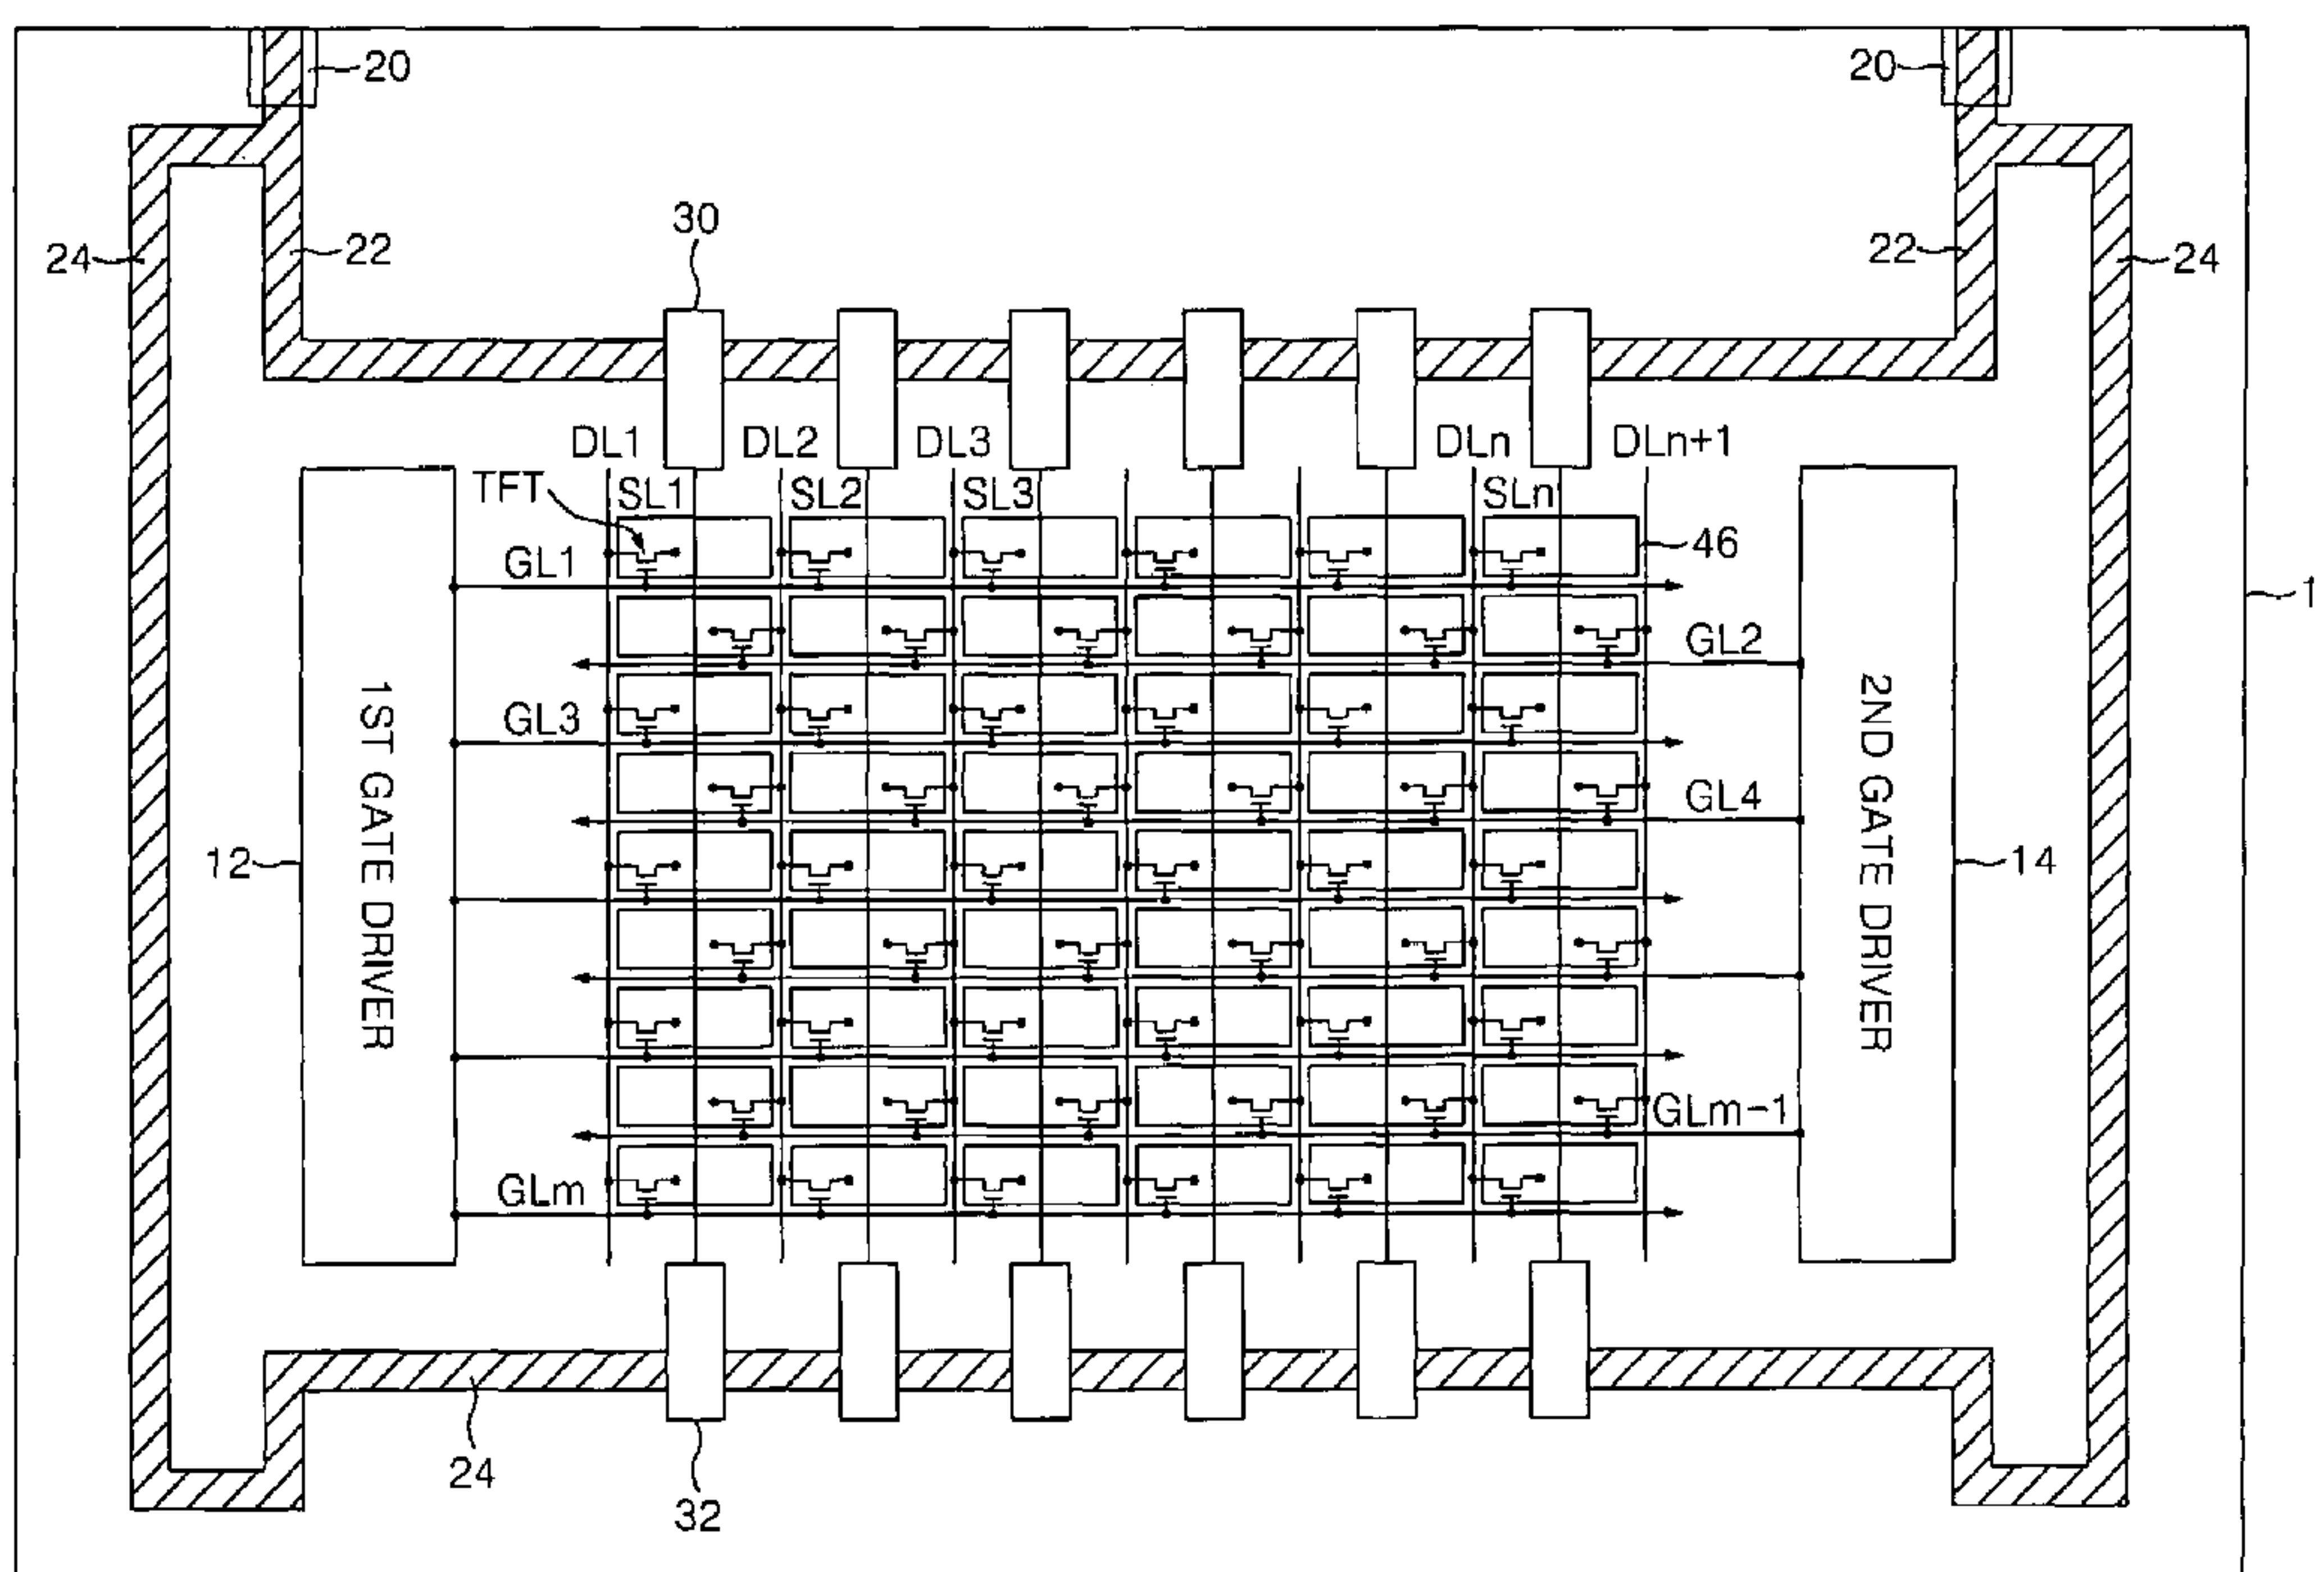 20
20
30
24
22
22
24
DL1
DL2
DL3
DLn
DLn+1
TFT
SL1
SL2
SL3
SLn
GL1
46
1
GL2
GL3
GL4
12
1ST GATE DRIVER
2ND GATE DRIVER
14
GLm-1
GLm
24
32